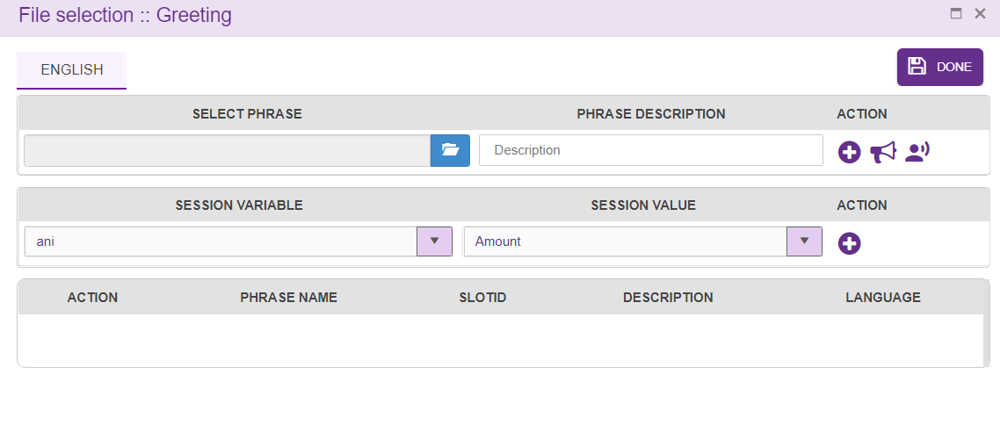 File selection :: Greeting
ENGLISH
DONE
SELECT PHRASE PHRASE DESCRIPTION ACTION
Description
SESSION VARIABLE SESSION VALUE ACTION
ani Amount
ACTION PHRASE NAME SLOTID DESCRIPTION LANGUAGE